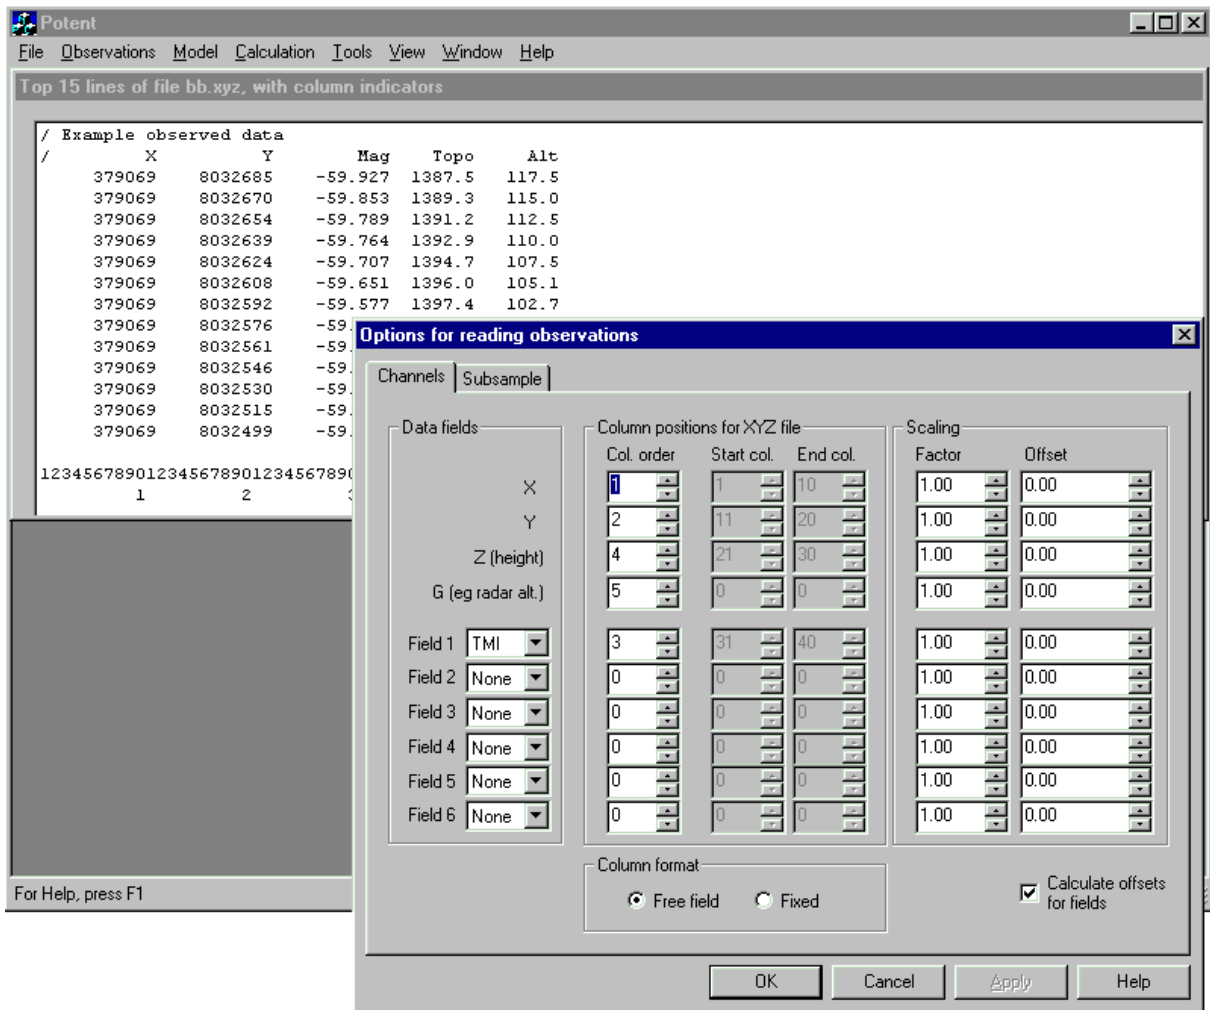 Potent
File Observations Model Calculation Tools View Window Help
Top 15 lines of file bb.xyz, with column indicators
/ Example observed data
/ X Y Mag Topo Alt
379069 8032685 -59.927 1387.5 117.5
379069 8032670 -59.853 1389.3 115.0
379069 8032654 -59.789 1391.2 112.5
379069 8032639 -59.764 1392.9 110.0
379069 8032624 -59.707 1394.7 107.5
379069 8032608 -59.651 1396.0 105.1
379069 8032592 -59.577 1397.4 102.7
379069 8032576 -59.
379069 8032561 -59.
379069 8032546 -59.
379069 8032530 -59.
379069 8032515 -59.
379069 8032499 -59.
123456789012345678901234567890
1 2 3
For Help, press F1
Options for reading observations
Channels Subsample
Data fields Column positions for XYZ file Scaling
Col. order Start col. End col. Factor Offset
X 1 1 10 1.00 0.00
Y 2 11 20 1.00 0.00
Z (height) 4 21 30 1.00 0.00
G (eg radar alt.) 5 0 0 1.00 0.00
Field 1 TMI 3 31 40 1.00 0.00
Field 2 None 0 0 0 1.00 0.00
Field 3 None 0 0 0 1.00 0.00
Field 4 None 0 0 0 1.00 0.00
Field 5 None 0 0 0 1.00 0.00
Field 6 None 0 0 0 1.00 0.00
Column format
Free field Fixed
Calculate offsets
for fields
OK Cancel Apply Help